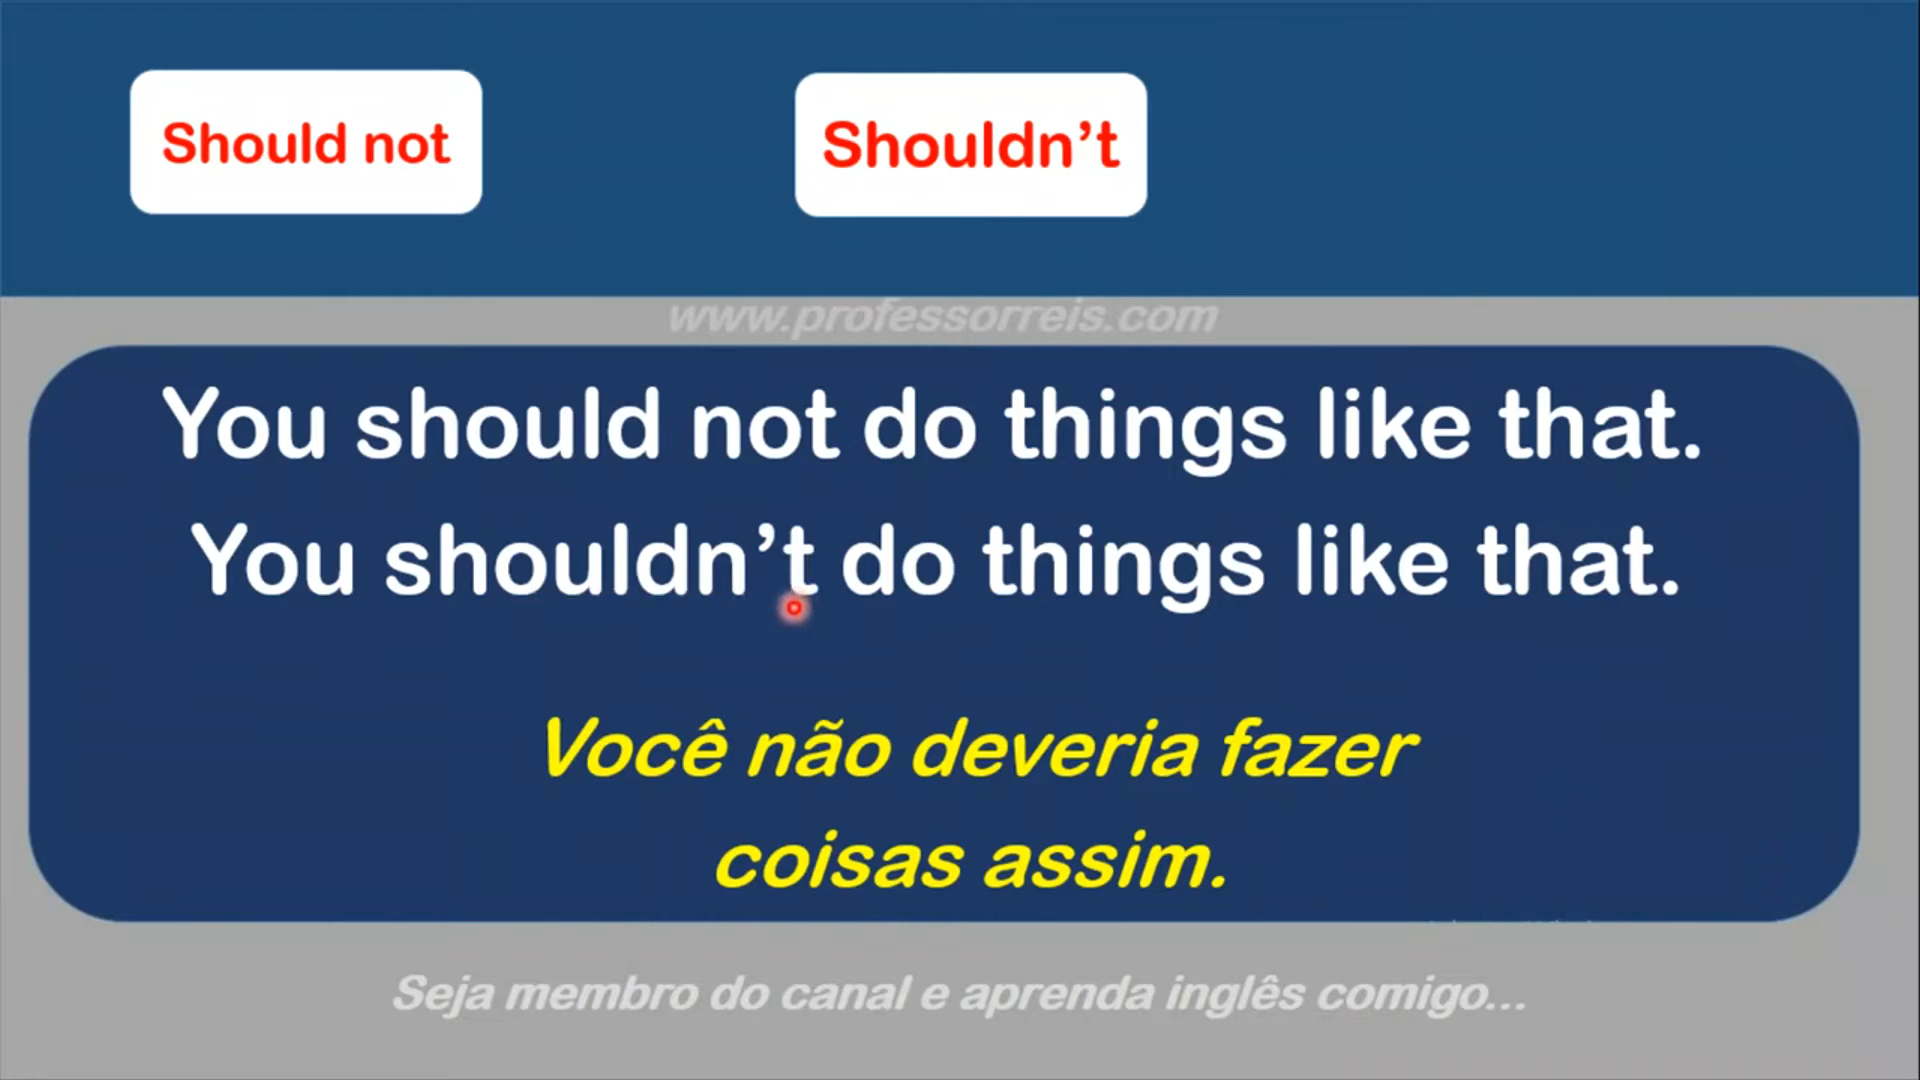 Should not
Shouldn’t
www.professorreis.com
You should not do things like that.
You shouldn’t do things like that.
Você não deveria fazer
coisas assim.
Seja membro do canal e aprenda inglês comigo...